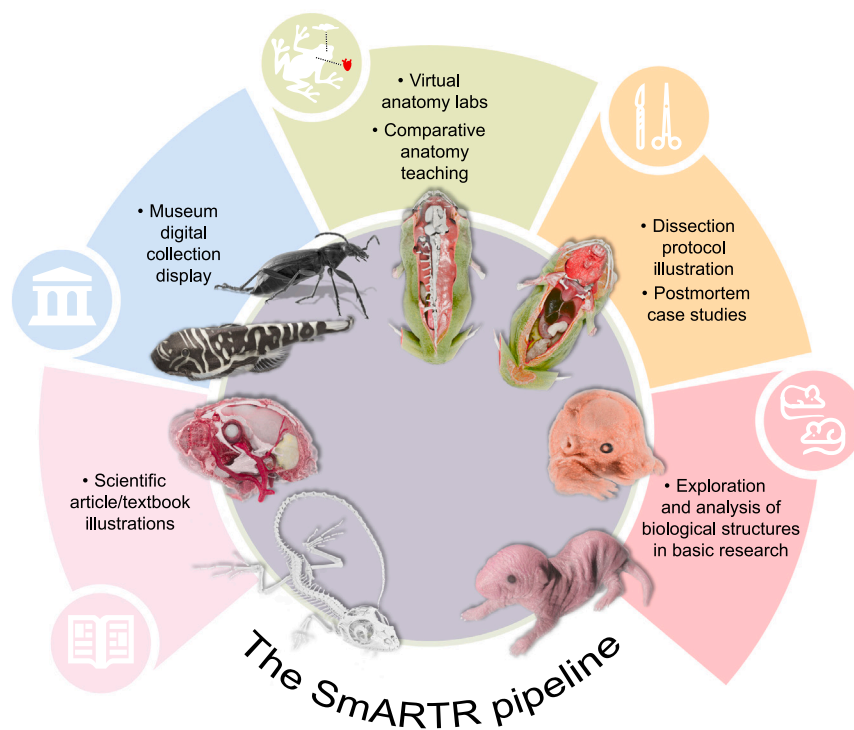 • Virtual
anatomy labs
• Comparative
anatomy
teaching
• Museum
digital
collection
display
• Dissection
protocol
illustration
• Postmortem
case studies
• Scientific
article/textbook
illustrations
• Exploration
and analysis of
biological structures
in basic research
The SmARTR pipeline